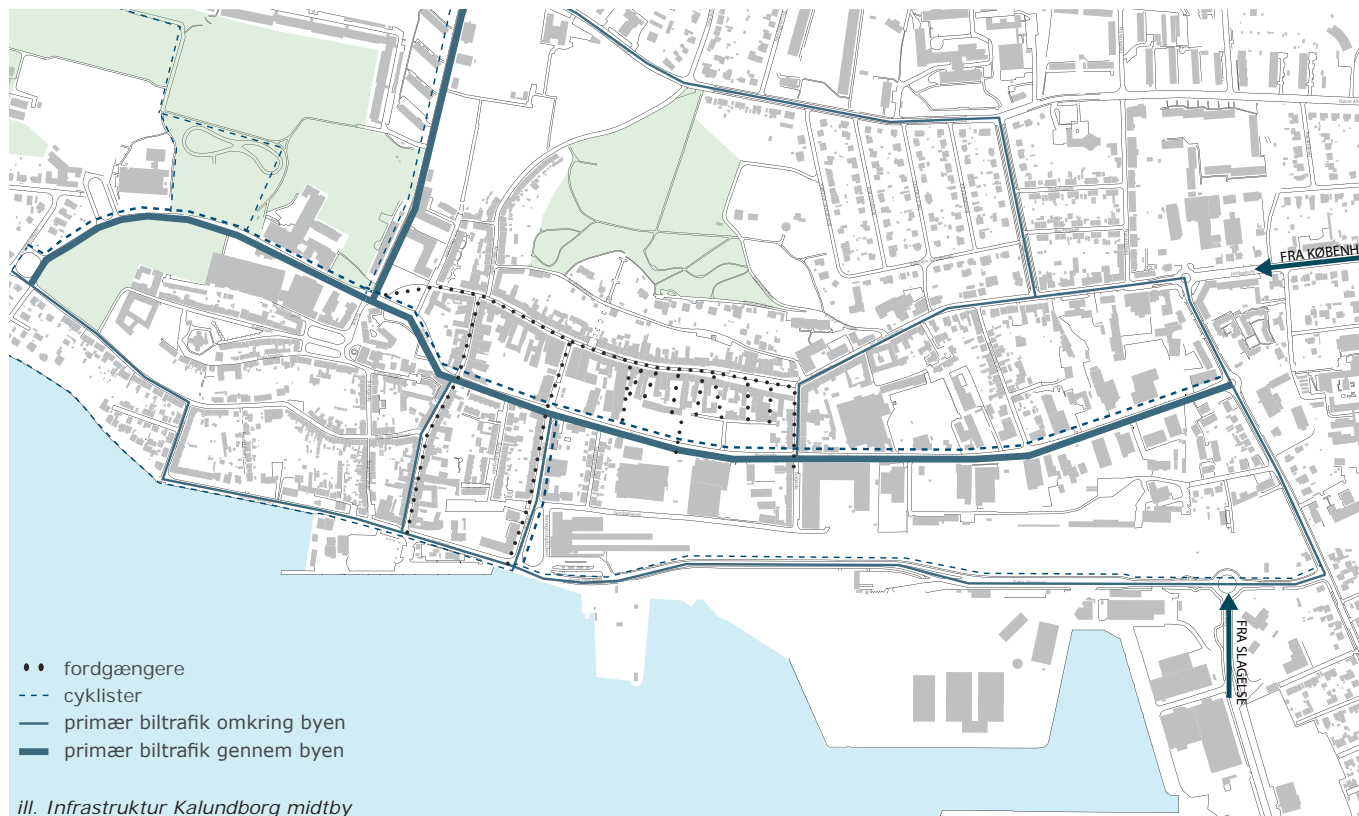 FRA KØBENH
FRA SLAGELSE
fordgængere
cyklister
primær biltrafik omkring byen
primær biltrafik gennem byen
ill. Infrastruktur Kalundborg midtby